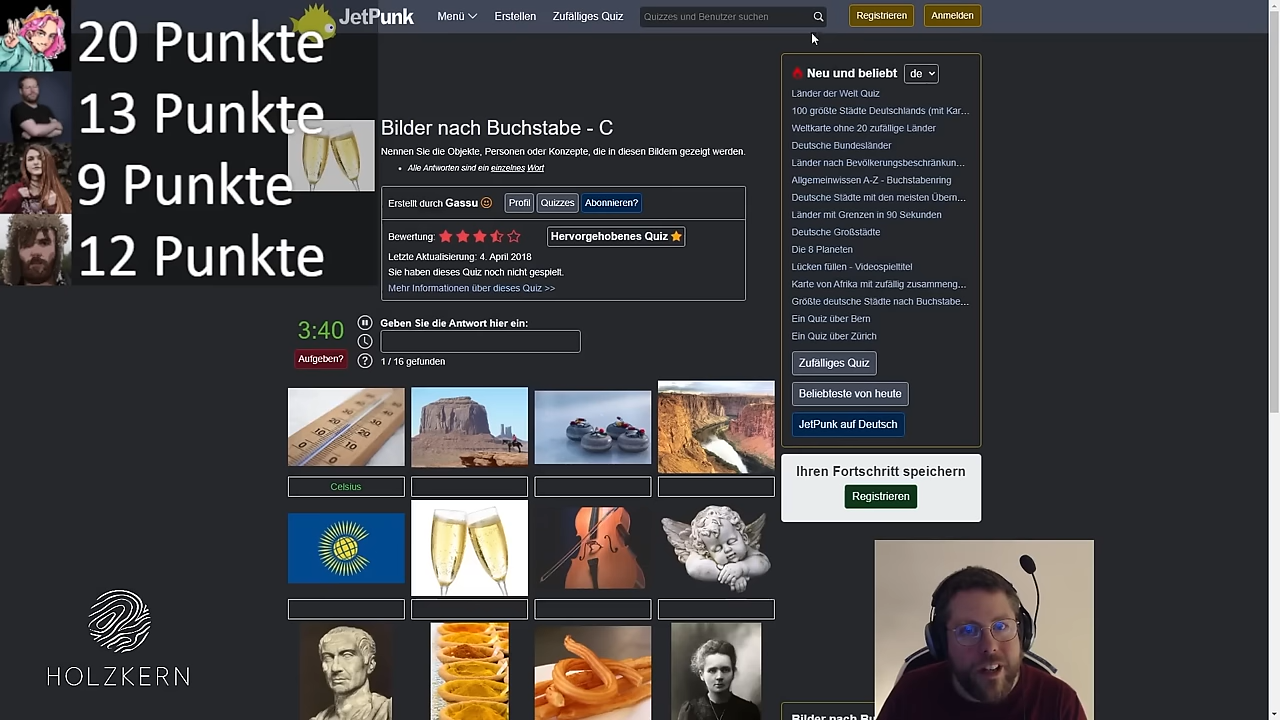 20 Punkte
13 Punkte
9 Punkte
12 Punkte
JetPunk
Menü
Erstellen
Zufälliges Quiz
Quizzes und Benutzer suchen
Registrieren
Anmelden
Bilder nach Buchstabe - C
Nennen Sie die Objekte, Personen oder Konzepte, die in diesen Bildern gezeigt werden.
Alle Antworten sind ein einzelnes Wort
Erstellt durch Gassu
Profil
Quizzes
Abonnieren?
Bewertung:
Hervorgehobenes Quiz
Letzte Aktualisierung: 4. April 2018
Sie haben dieses Quiz noch nicht gespielt.
Mehr Informationen über dieses Quiz >>
3:40
Aufgeben?
Geben Sie die Antwort hier ein:
1 / 16 gefunden
Celsius
Neu und beliebt
de
Länder der Welt Quiz
100 größte Städte Deutschlands (mit Kar...
Weltkarte ohne 20 zufällige Länder
Deutsche Bundesländer
Länder nach Bevölkerungsbeschränkun...
Allgemeinwissen A-Z - Buchstabenring
Deutsche Städte mit den meisten Übern...
Länder mit Grenzen in 90 Sekunden
Deutsche Großstädte
Die 8 Planeten
Lücken füllen - Videospieltitel
Karte von Afrika mit zufällig zusammeng...
Größte deutsche Städte nach Buchstabe...
Ein Quiz über Bern
Ein Quiz über Zürich
Zufälliges Quiz
Beliebteste von heute
JetPunk auf Deutsch
Ihren Fortschritt speichern
Registrieren
HOLZKERN
Bilder nach Bu